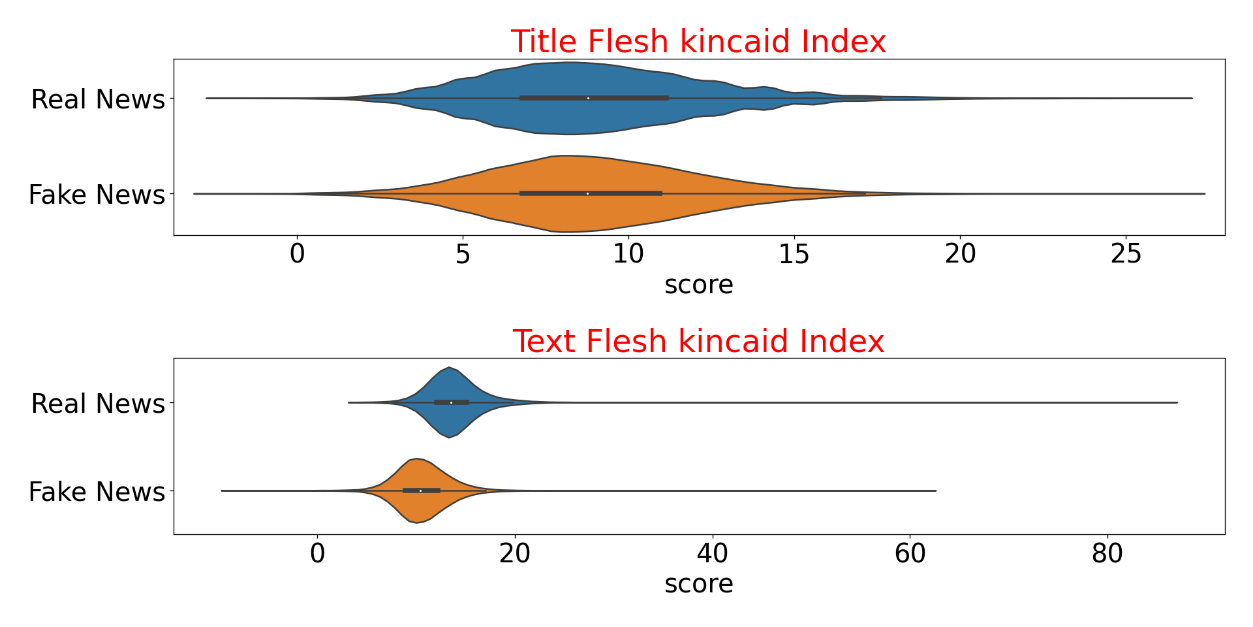 Title Flesh kincaid Index
Real News
Fake News
0 5 10 15 20 25
score
Text Flesh kincaid Index
Real News
Fake News
0 20 40 60 80
score